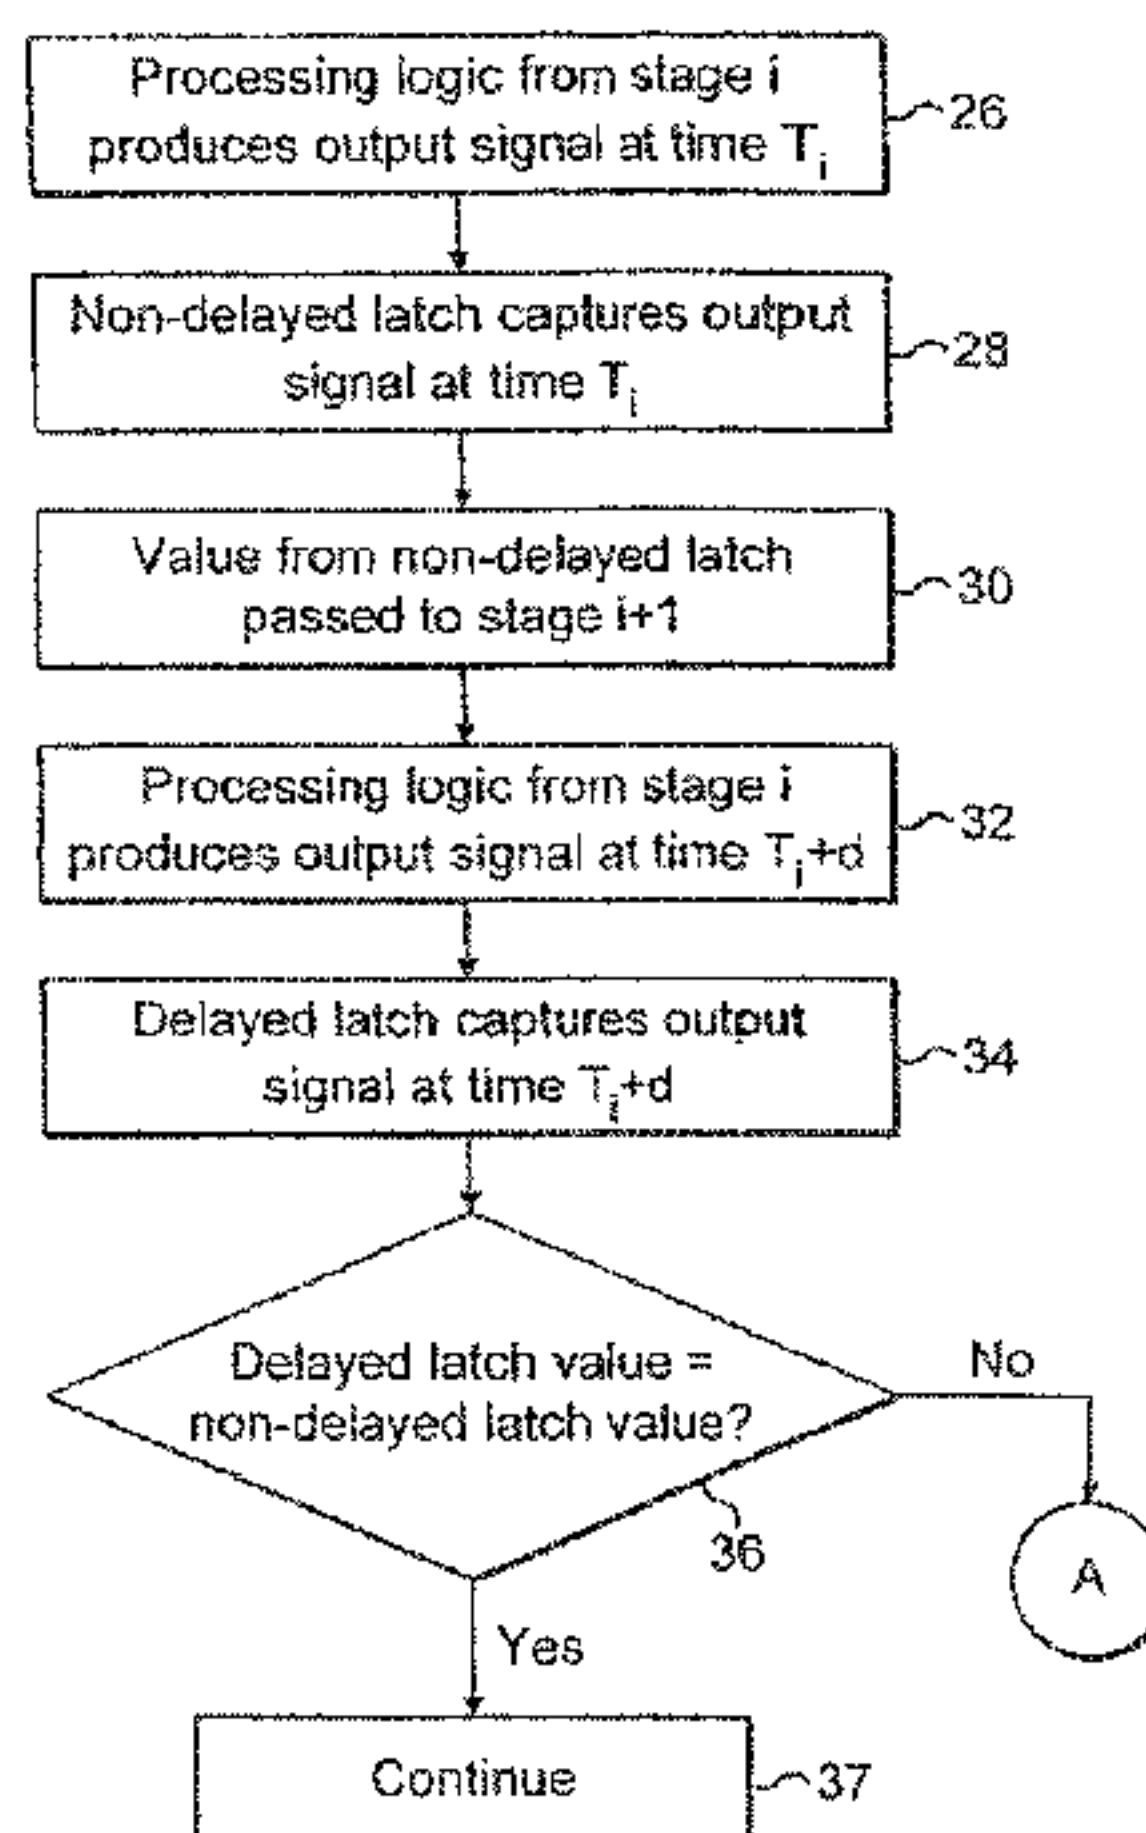 Processing logic from stage i
produces output signal at time Ti
26
Non-delayed latch captures output
signal at time Ti
28
Value from non-delayed latch
passed to stage i+1
30
Processing logic from stage i
produces output signal at time Ti+d
32
Delayed latch captures output
signal at time Ti+d
34
Delayed latch value =
non-delayed latch value?
No
36
A
Yes
Continue
37